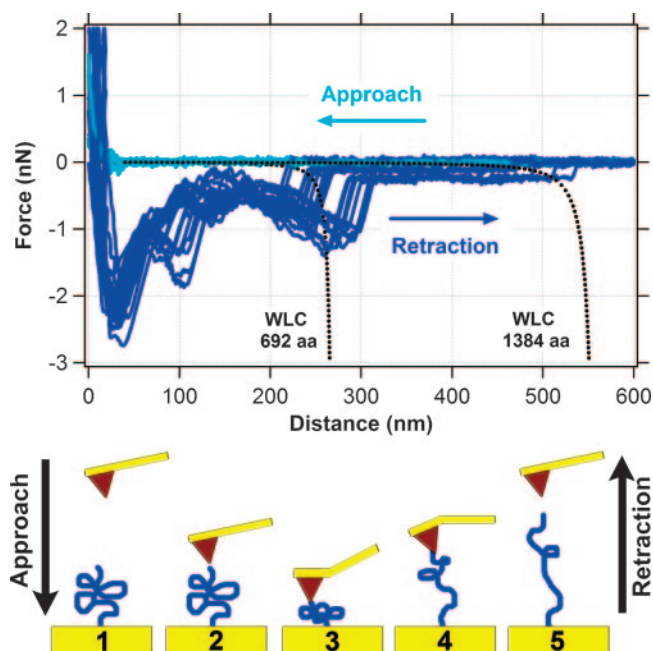 2
1
0
-1
-2
-3
Force (nN)
Approach
Retraction
WLC
692 aa
WLC
1384 aa
0
100
200
300
400
500
600
Distance (nm)
Approach
Retraction
1
2
3
4
5